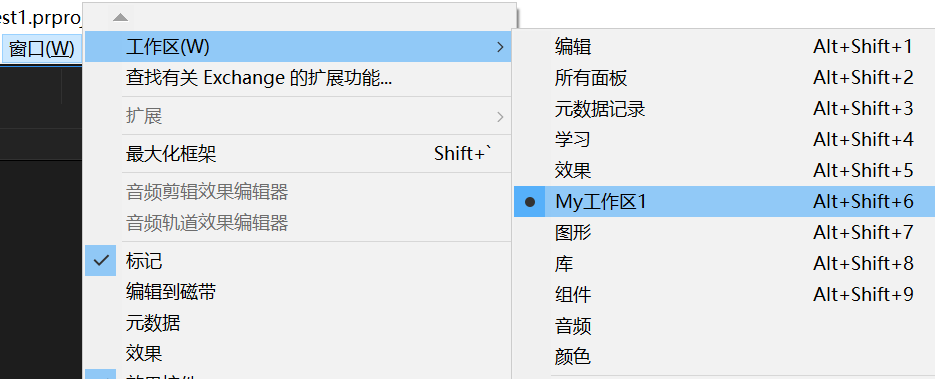 est1.prproj
窗口(W)
工作区(W)
查找有关 Exchange 的扩展功能...
扩展
最大化框架 Shift+`
音频剪辑效果编辑器
音频轨道效果编辑器
标记
编辑到磁带
元数据
效果
编辑 Alt+Shift+1
所有面板 Alt+Shift+2
元数据记录 Alt+Shift+3
学习 Alt+Shift+4
效果 Alt+Shift+5
My工作区1 Alt+Shift+6
图形 Alt+Shift+7
库 Alt+Shift+8
组件 Alt+Shift+9
音频
颜色